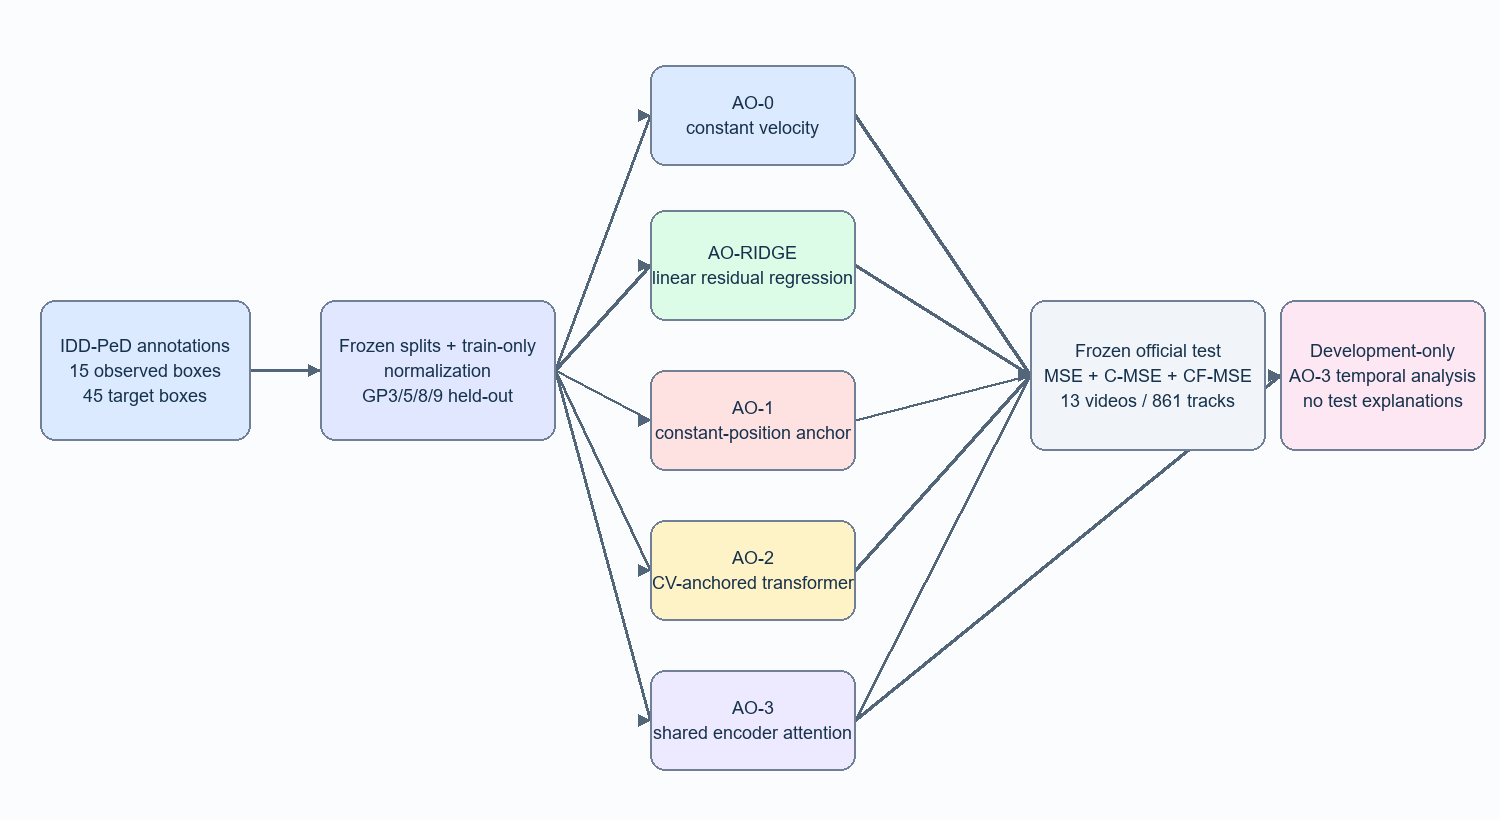 IDD-PeD annotations
15 observed boxes
45 target boxes
Frozen splits + train-only
normalization
GP3/5/8/9 held-out
AO-0
constant velocity
AO-RIDGE
linear residual regression
AO-1
constant-position anchor
AO-2
CV-anchored transformer
AO-3
shared encoder attention
Frozen official test
MSE + C-MSE + CF-MSE
13 videos / 861 tracks
Development-only
AO-3 temporal analysis
no test explanations